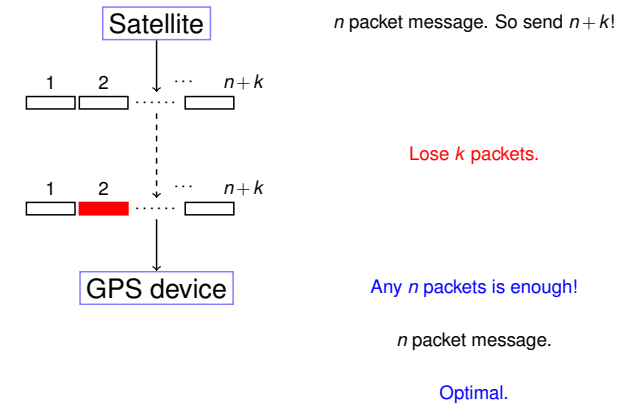 Satellite
n packet message. So send n+k!
1 2 ··· n+k
······
Lose k packets.
1 2 ··· n+k
······
GPS device
Any n packets is enough!
n packet message.
Optimal.